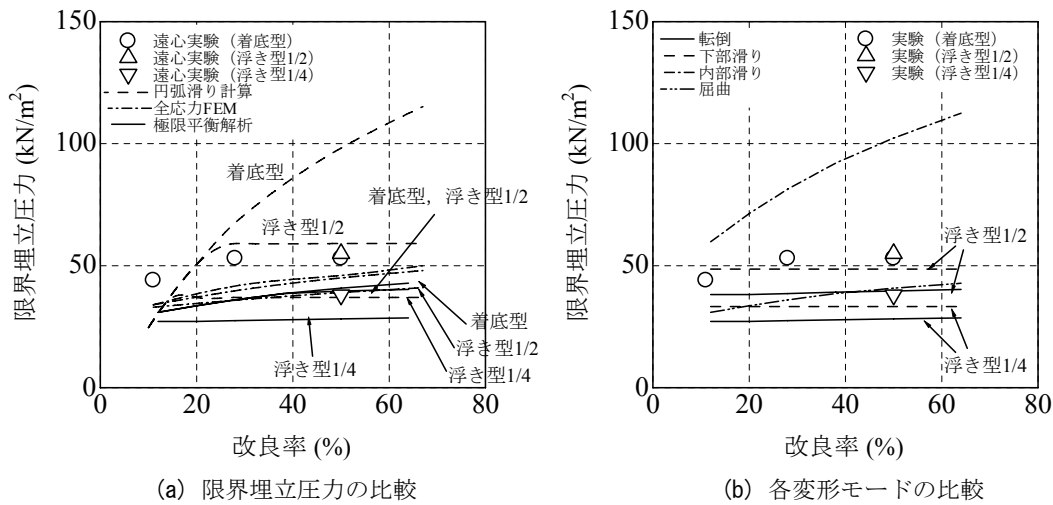 150
○ 遠心実験（着底型）
△ 遠心実験（浮き型1/2）
▽ 遠心実験（浮き型1/4）
円弧滑り計算
全応力FEM
極限平衡解析
100
50
0
限界埋立圧力 (kN/m²)
着底型
着底型，浮き型1/2
浮き型1/2
着底型
浮き型1/2
浮き型1/4
浮き型1/4
0 20 40 60 80
改良率 (%)
(a) 限界埋立圧力の比較
150
転倒
下部滑り
内部滑り
屈曲
○ 実験（着底型）
△ 実験（浮き型1/2）
▽ 実験（浮き型1/4）
100
50
0
限界埋立圧力 (kN/m²)
浮き型1/2
浮き型1/4
0 20 40 60 80
改良率 (%)
(b) 各変形モードの比較